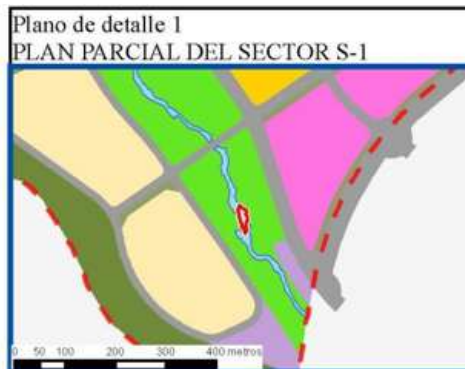 Plano de detalle 1
PLAN PARCIAL DEL SECTOR S-1
0 50 100 200 300 400 metros